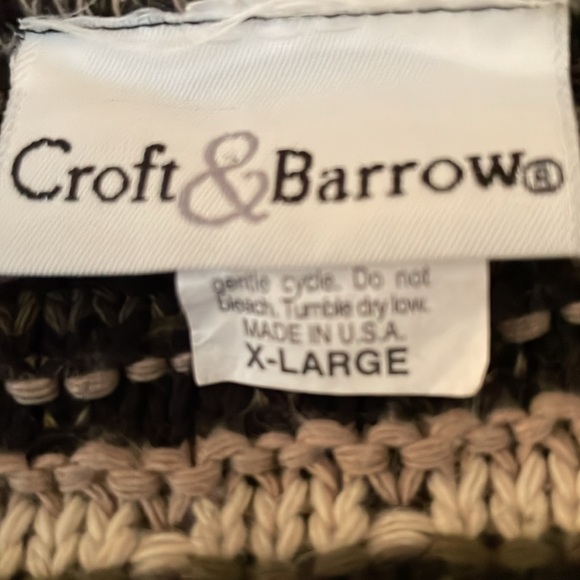 Croft & Barrow®
gentle cycle. Do not
bleach. Tumble dry low.
MADE IN U.S.A.
X-LARGE